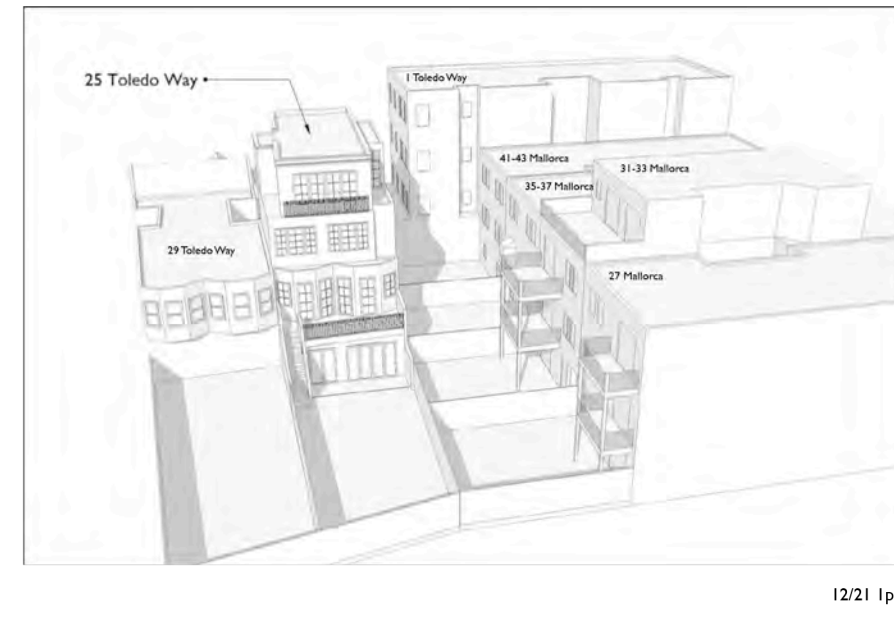 1 Toledo Way
25 Toledo Way
41-43 Mallorca
31-33 Mallorca
35-37 Mallorca
29 Toledo Way
27 Mallorca
12/21 1p